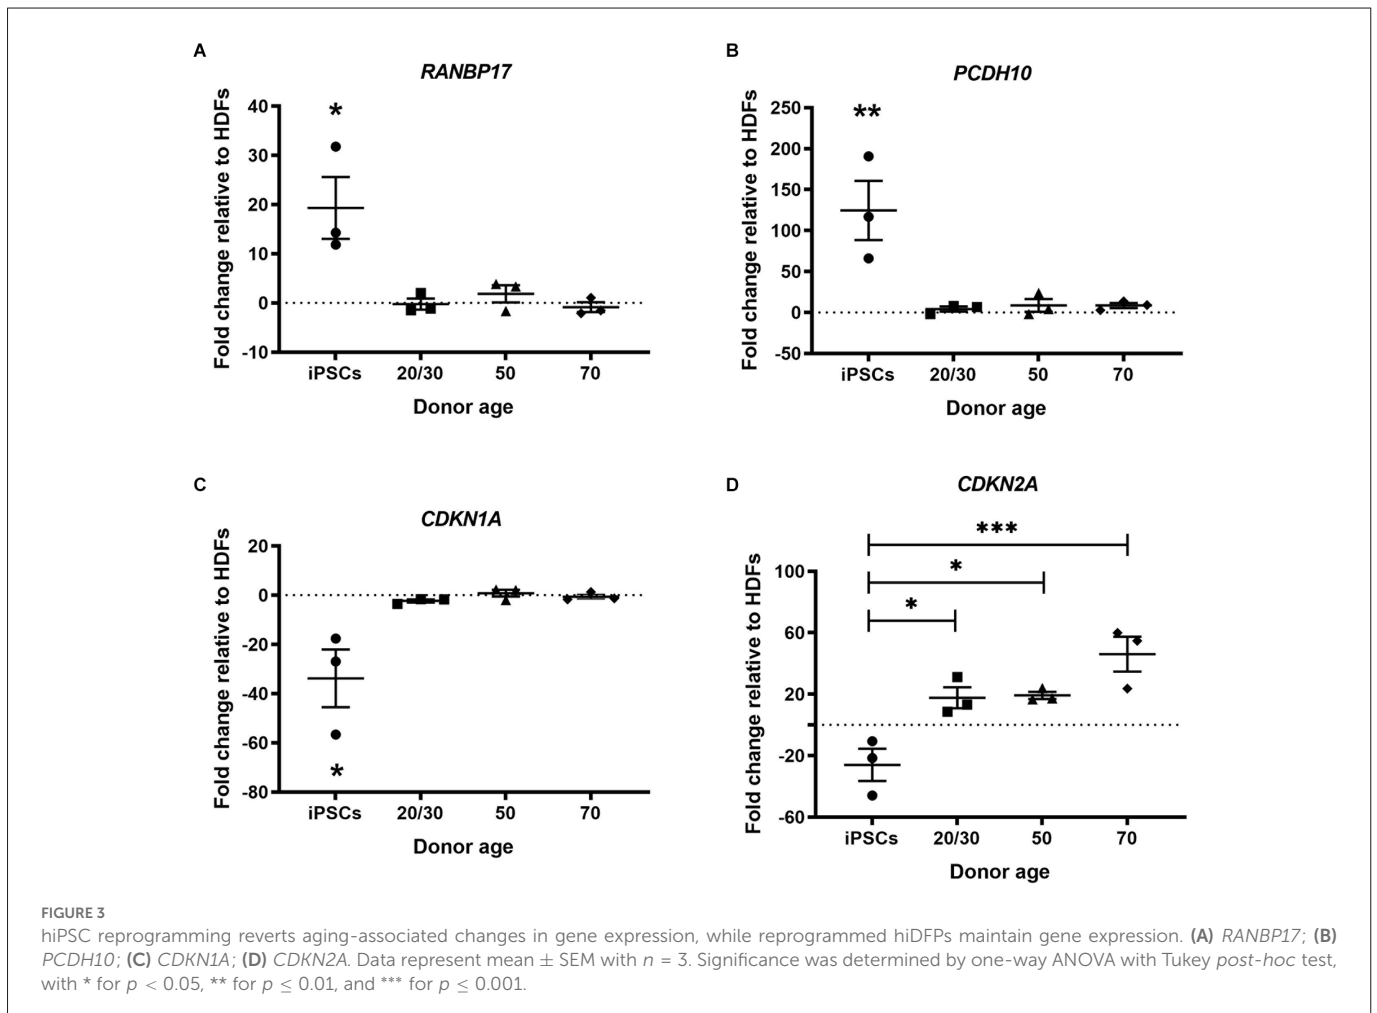 A
RANBP17
Fold change relative to HDFs
40
30
20
10
0
-10
*
iPSCs
20/30
50
70
Donor age
B
PCDH10
Fold change relative to HDFs
250
200
150
100
50
0
-50
**
iPSCs
20/30
50
70
Donor age
C
CDKN1A
Fold change relative to HDFs
20
0
-20
-40
-60
-80
*
iPSCs
20/30
50
70
Donor age
D
CDKN2A
Fold change relative to HDFs
100
60
20
-20
-60
***
*
*
iPSCs
20/30
50
70
Donor age
FIGURE 3
hiPSC reprogramming reverts aging-associated changes in gene expression, while reprogrammed hiDFPs maintain gene expression. (A) RANBP17; (B)
PCDH10; (C) CDKN1A; (D) CDKN2A. Data represent mean ± SEM with n = 3. Significance was determined by one-way ANOVA with Tukey post-hoc test,
with * for p < 0.05, ** for p ≤ 0.01, and *** for p ≤ 0.001.